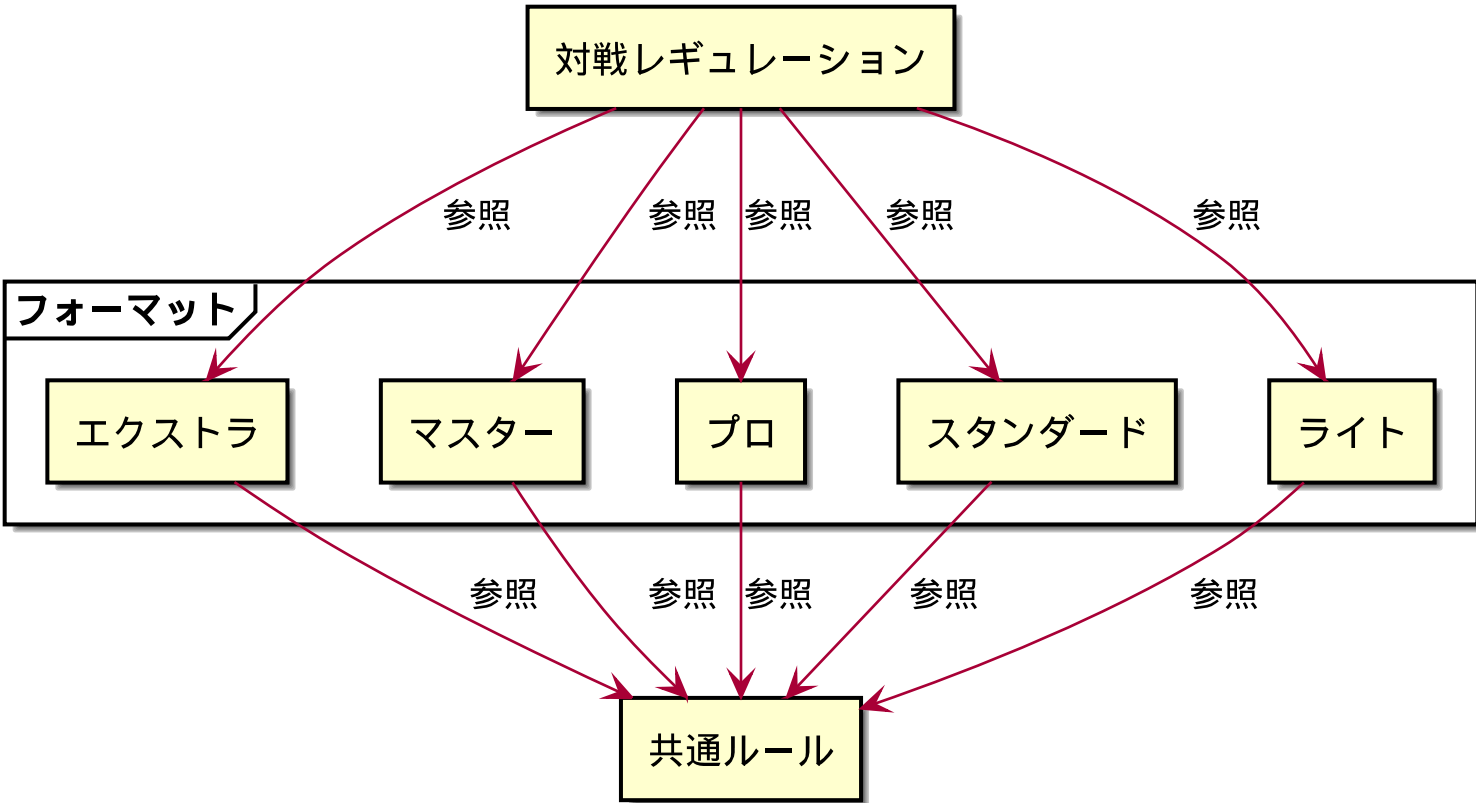 対戦レギュレーション
参照 参照 参照 参照 参照
フォーマット
エクストラ マスター プロ スタンダード ライト
参照 参照 参照 参照 参照
共通ルール